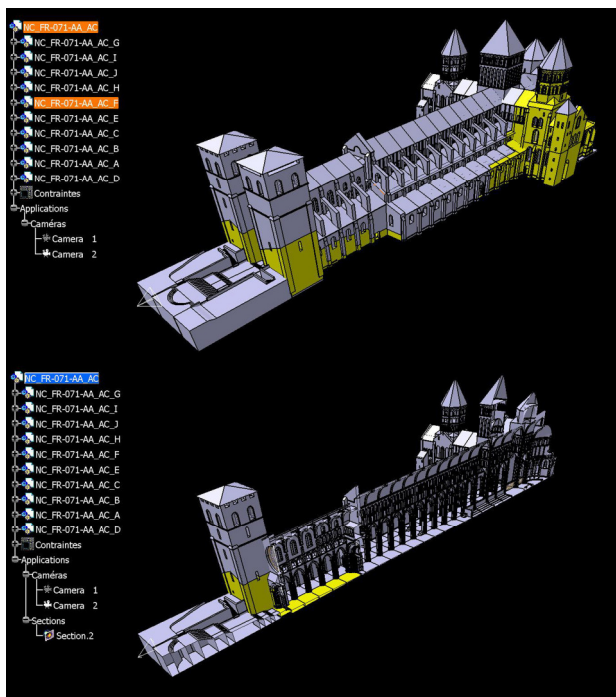 NC_FR-071-AA_AC
NC_FR-071-AA_AC_G
NC_FR-071-AA_AC_I
NC_FR-071-AA_AC_J
NC_FR-071-AA_AC_H
NC_FR-071-AA_AC_F
NC_FR-071-AA_AC_E
NC_FR-071-AA_AC_C
NC_FR-071-AA_AC_B
NC_FR-071-AA_AC_A
NC_FR-071-AA_AC_D
Contraintes
Applications
Caméras
Camera 1
Camera 2
NC_FR-071-AA_AC
NC_FR-071-AA_AC_G
NC_FR-071-AA_AC_I
NC_FR-071-AA_AC_J
NC_FR-071-AA_AC_H
NC_FR-071-AA_AC_F
NC_FR-071-AA_AC_E
NC_FR-071-AA_AC_C
NC_FR-071-AA_AC_B
NC_FR-071-AA_AC_A
NC_FR-071-AA_AC_D
Contraintes
Applications
Caméras
Camera 1
Camera 2
Sections
Section.2